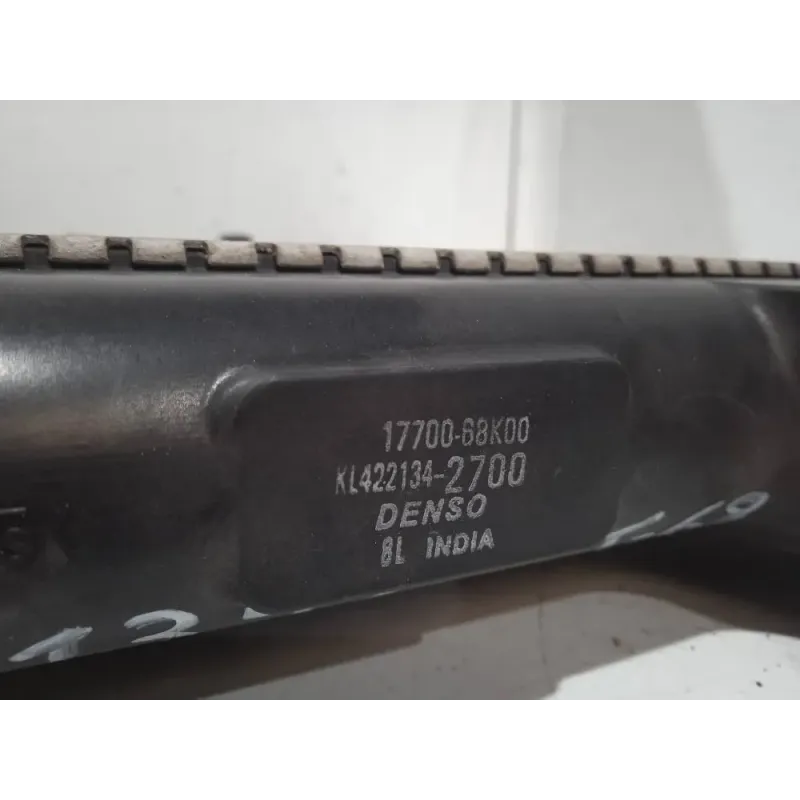 17700-68K00
KL422134-2700
DENSO
8L INDIA